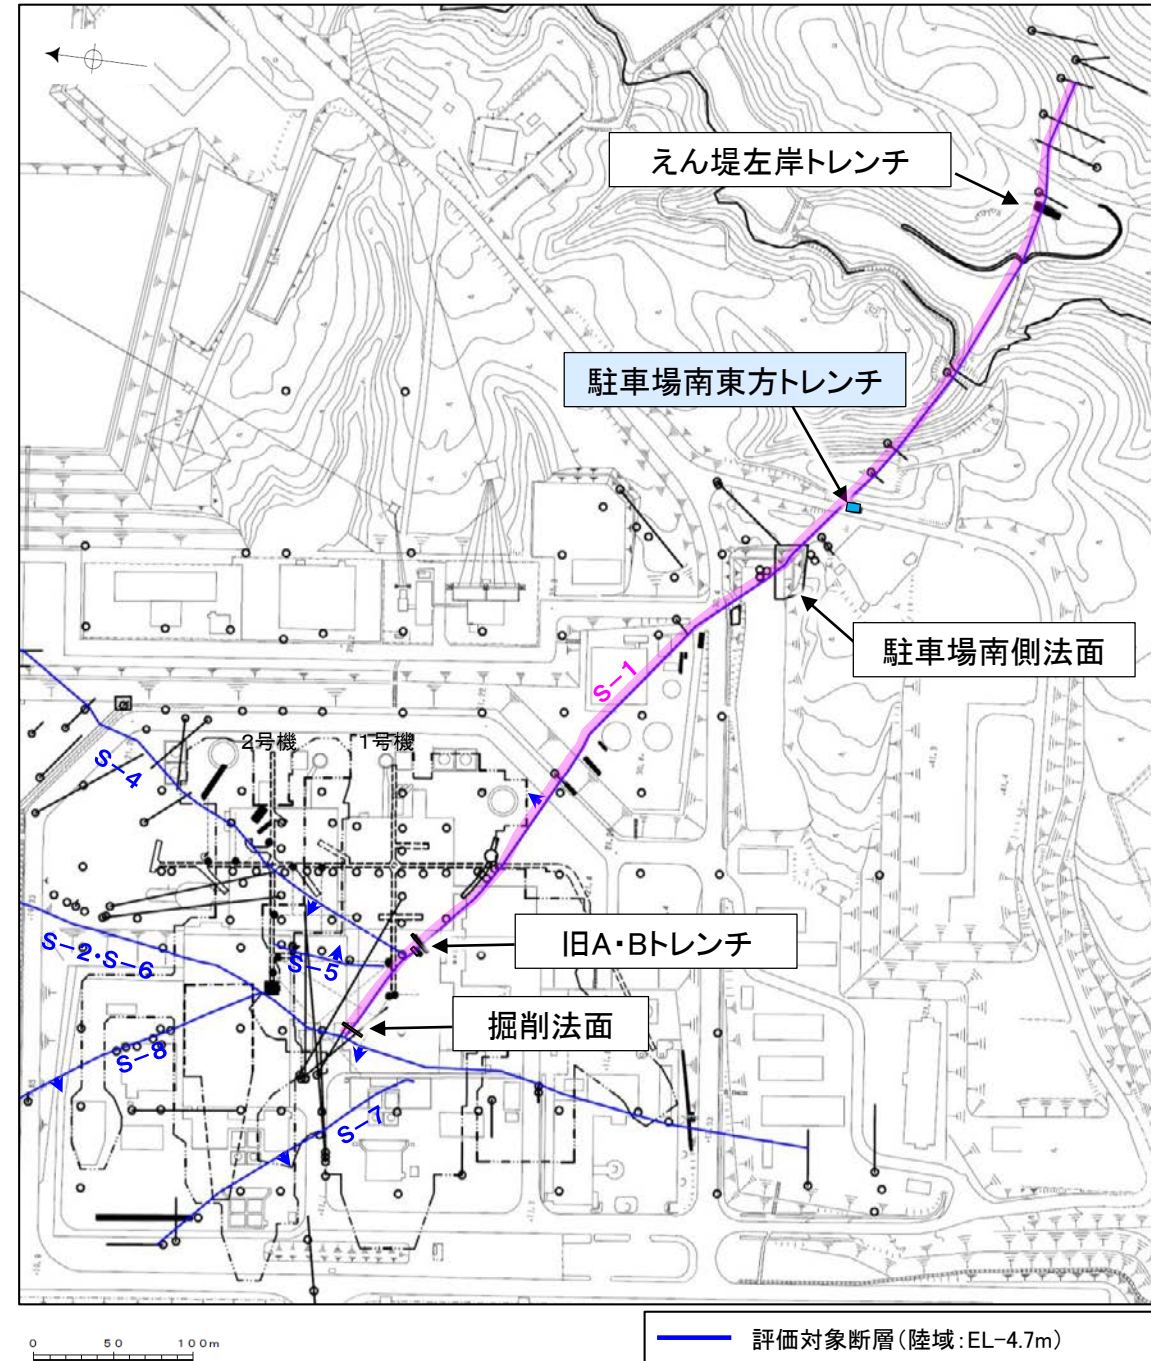 えん堤左岸トレンチ
駐車場南東方トレンチ
駐車場南側法面
S-1
2号機
1号機
S-4
旧A・Bトレンチ
S-2・S-6
S-5
掘削法面
S-8
S-7
0 50 100m
評価対象断層(陸域:EL-4.7m)